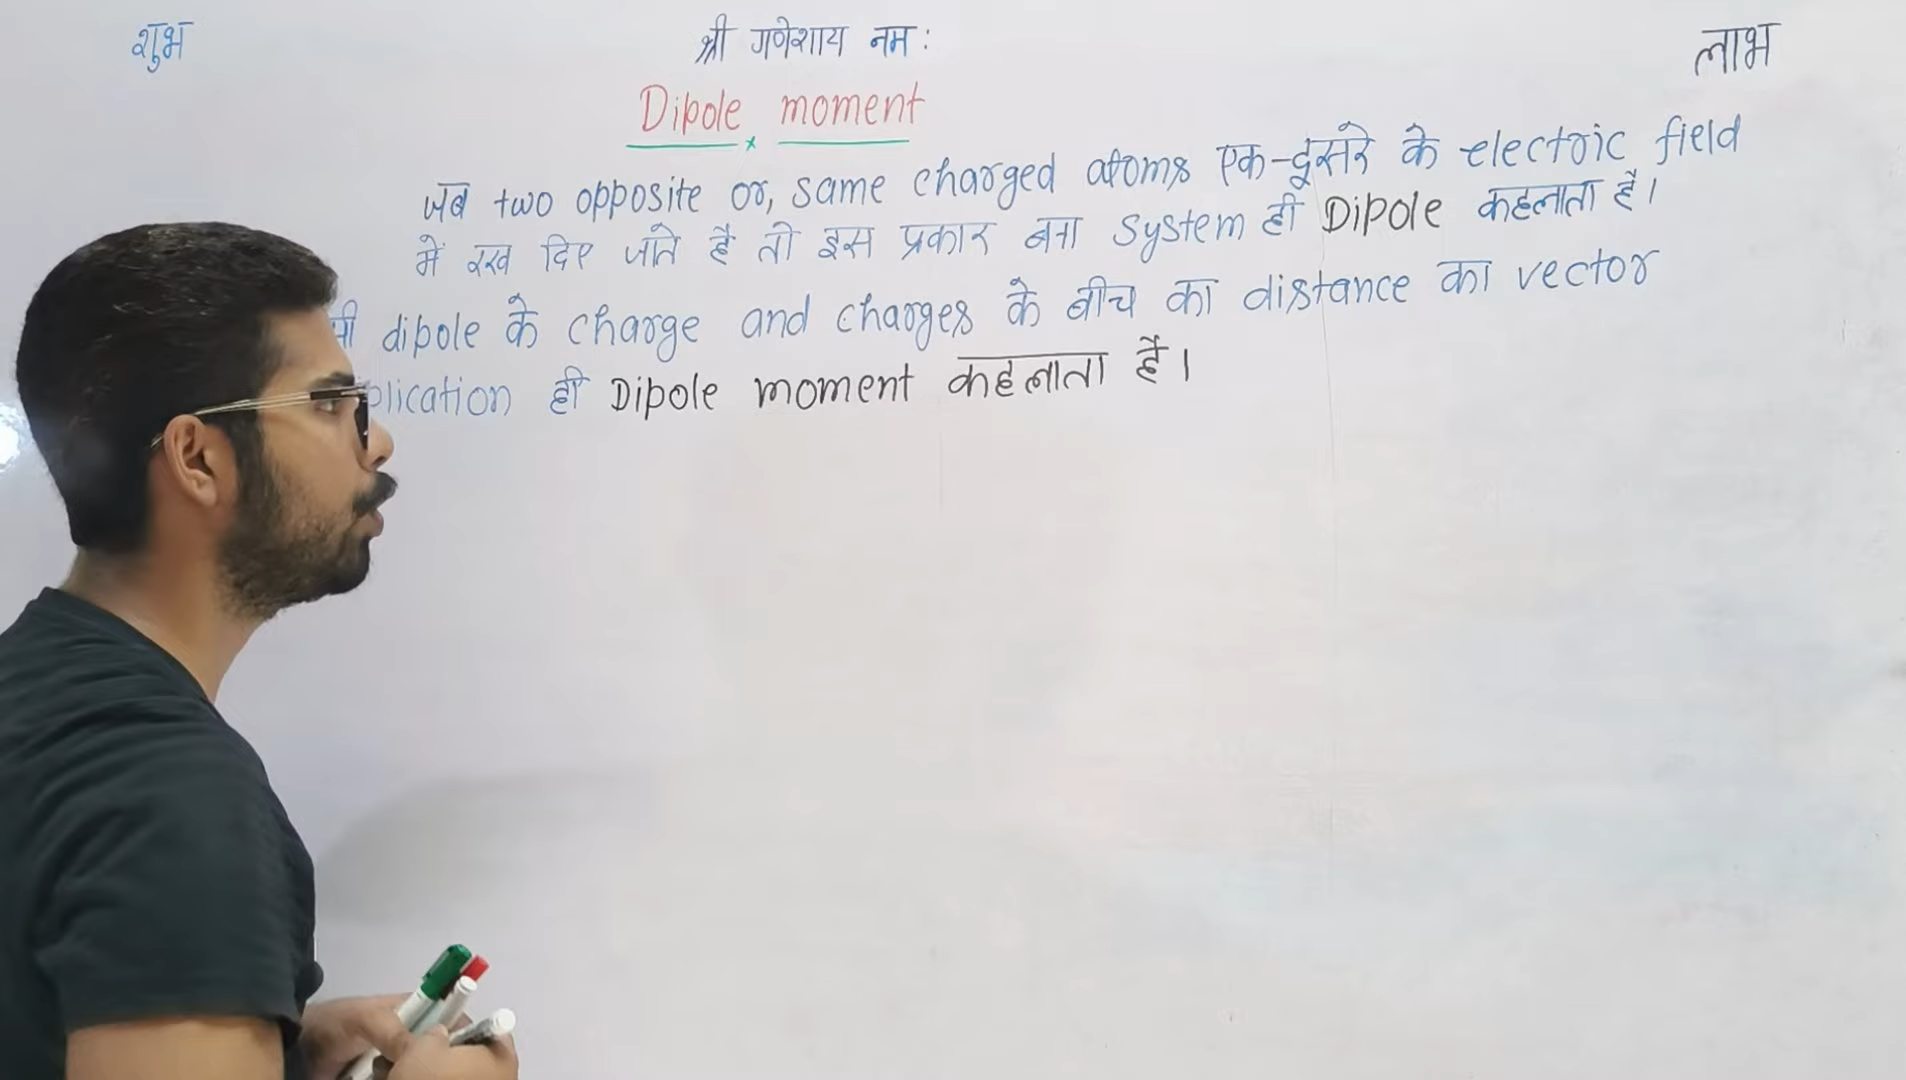 शुभ श्री गणेशाय नम: लाभ
Dipole moment
जब two opposite or, same charged atoms एक-दूसरे के electric field
में रख दिए जाते है तो इस प्रकार बना system ही Dipole कहलाता है।
dipole के charge and charges के बीच का distance का vector
plication ही Dipole moment कहलाता है।